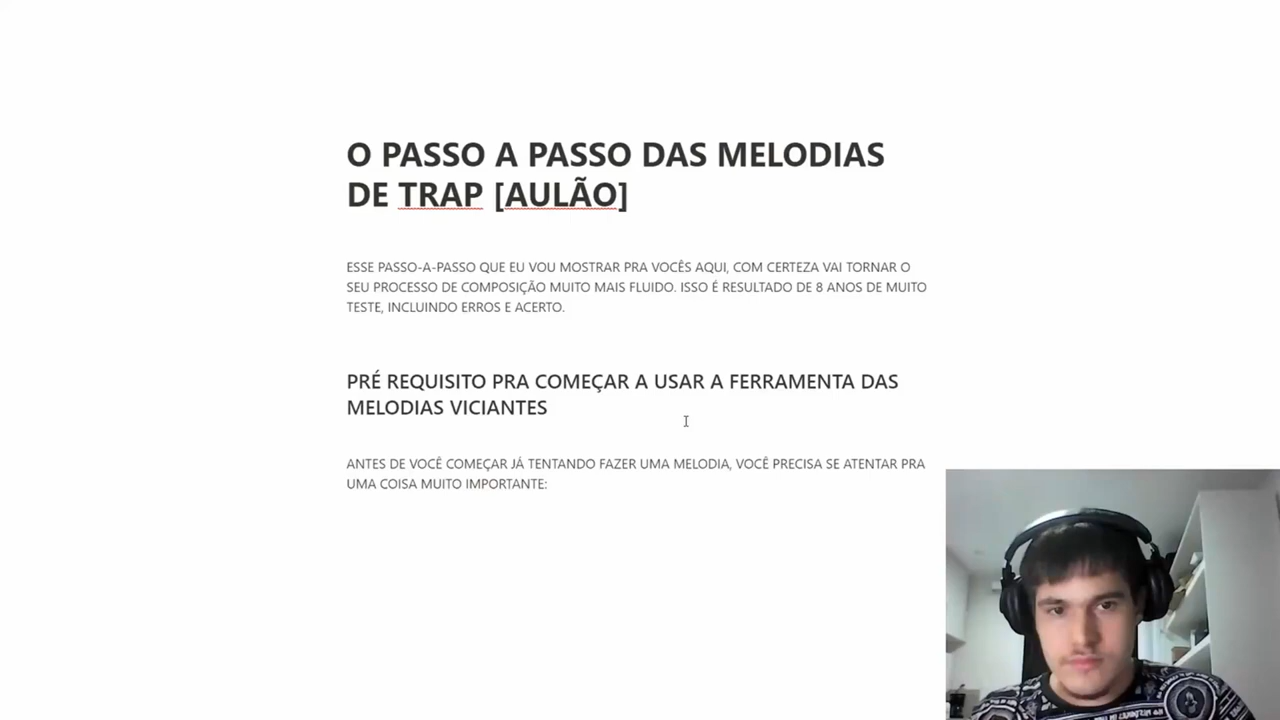 O PASSO A PASSO DAS MELODIAS
DE TRAP [AULÃO]
ESSE PASSO-A-PASSO QUE EU VOU MOSTRAR PRA VOCÊS AQUI, COM CERTEZA VAI TORNAR O
SEU PROCESSO DE COMPOSIÇÃO MUITO MAIS FLUIDO. ISSO É RESULTADO DE 8 ANOS DE MUITO
TESTE, INCLUINDO ERROS E ACERTO.
PRÉ REQUISITO PRA COMEÇAR A USAR A FERRAMENTA DAS
MELODIAS VICIANTES
ANTES DE VOCÊ COMEÇAR JÁ TENTANDO FAZER UMA MELODIA, VOCÊ PRECISA SE ATENTAR PRA
UMA COISA MUITO IMPORTANTE: